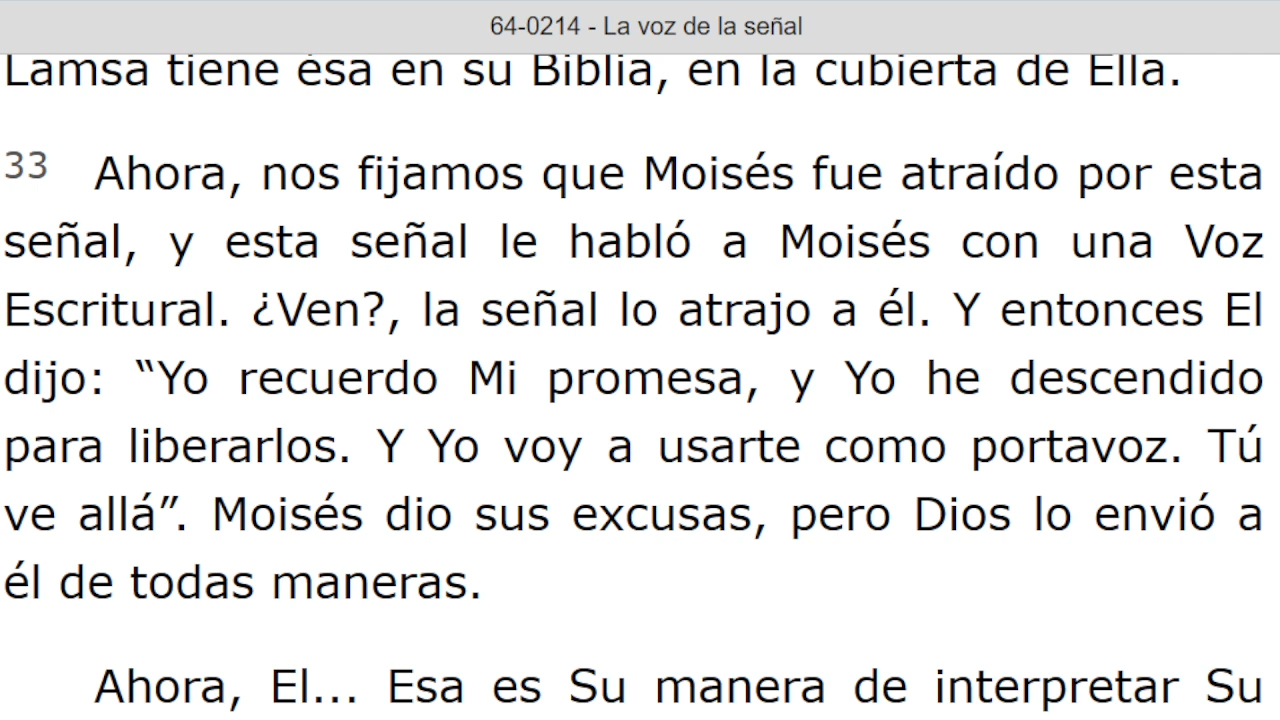 64-0214 - La voz de la señal
Lamsa tiene ésa en su Biblia, en la cubierta de Ella.
33 Ahora, nos fijamos que Moisés fue atraído por esta
señal, y esta señal le habló a Moisés con una Voz
Escritural. ¿Ven?, la señal lo atrajo a él. Y entonces El
dijo: “Yo recuerdo Mi promesa, y Yo he descendido
para liberarlos. Y Yo voy a usarte como portavoz. Tú
ve allá”. Moisés dio sus excusas, pero Dios lo envió a
él de todas maneras.
Ahora, El... Esa es Su manera de interpretar Su